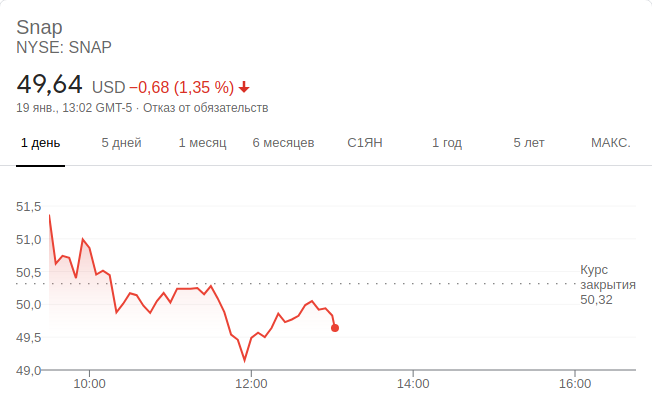 Snap
NYSE: SNAP
49,64 USD −0,68 (1,35 %)
19 янв., 13:02 GMT-5 · Отказ от обязательств
1 день 5 дней 1 месяц 6 месяцев С1ЯН 1 год 5 лет МАКС.
51,5
51,0
50,5
50,0
49,5
49,0
Курс
закрытия
50,32
10:00 12:00 14:00 16:00